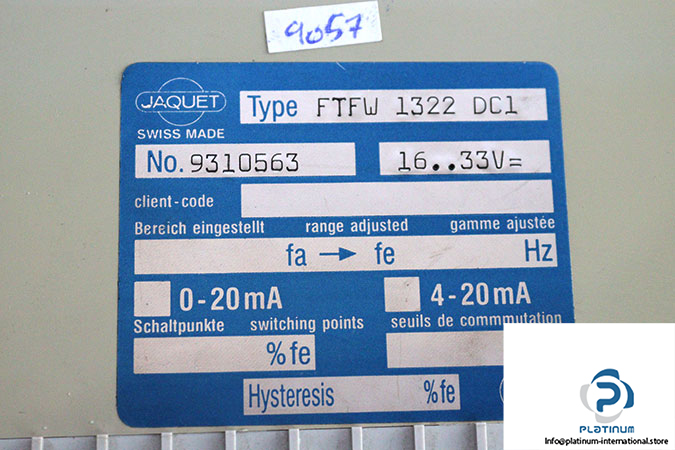 9057
JAQUET
Type FTFW 1322 DC1
SWISS MADE
No. 9310563
16..33V=
client-code
Bereich eingestellt range adjusted gamme ajustée
fa → fe Hz
0-20mA
4-20mA
Schaltpunkte switching points seuils de commmutation
%fe
Hysteresis %fe
PLATINUM
Info@platinum-international.store